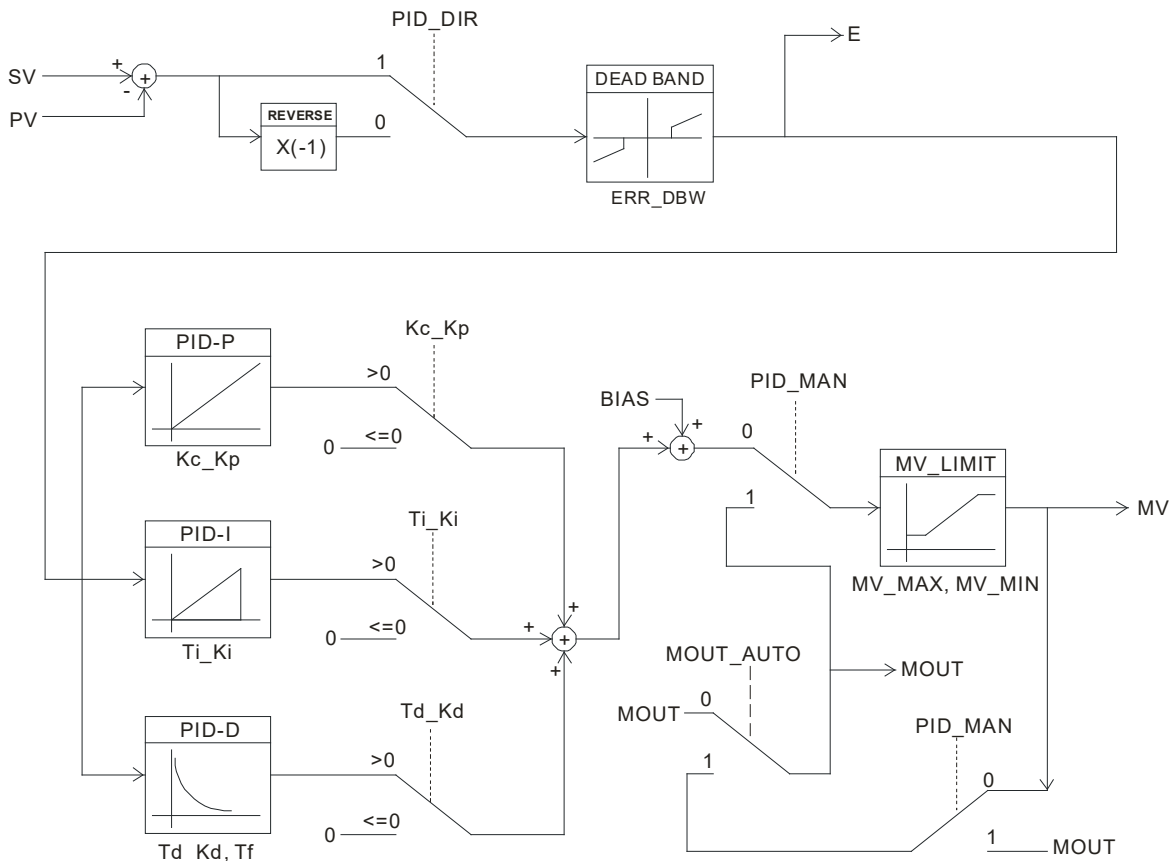 PID_DIR
E
SV
+
+
-
PV
1
0
REVERSE
X(-1)
DEAD BAND
ERR_DBW
PID-P
Kc_Kp
Kc_Kp
>0
0
<=0
BIAS
+
+
+
PID_MAN
0
1
MV_LIMIT
MV
MV_MAX, MV_MIN
PID-I
Ti_Ki
Ti_Ki
>0
0
<=0
+
+
+
+
MOUT_AUTO
MOUT
0
MOUT
1
PID-D
Td_Kd, Tf
Td_Kd
>0
0
<=0
PID_MAN
0
1
MOUT